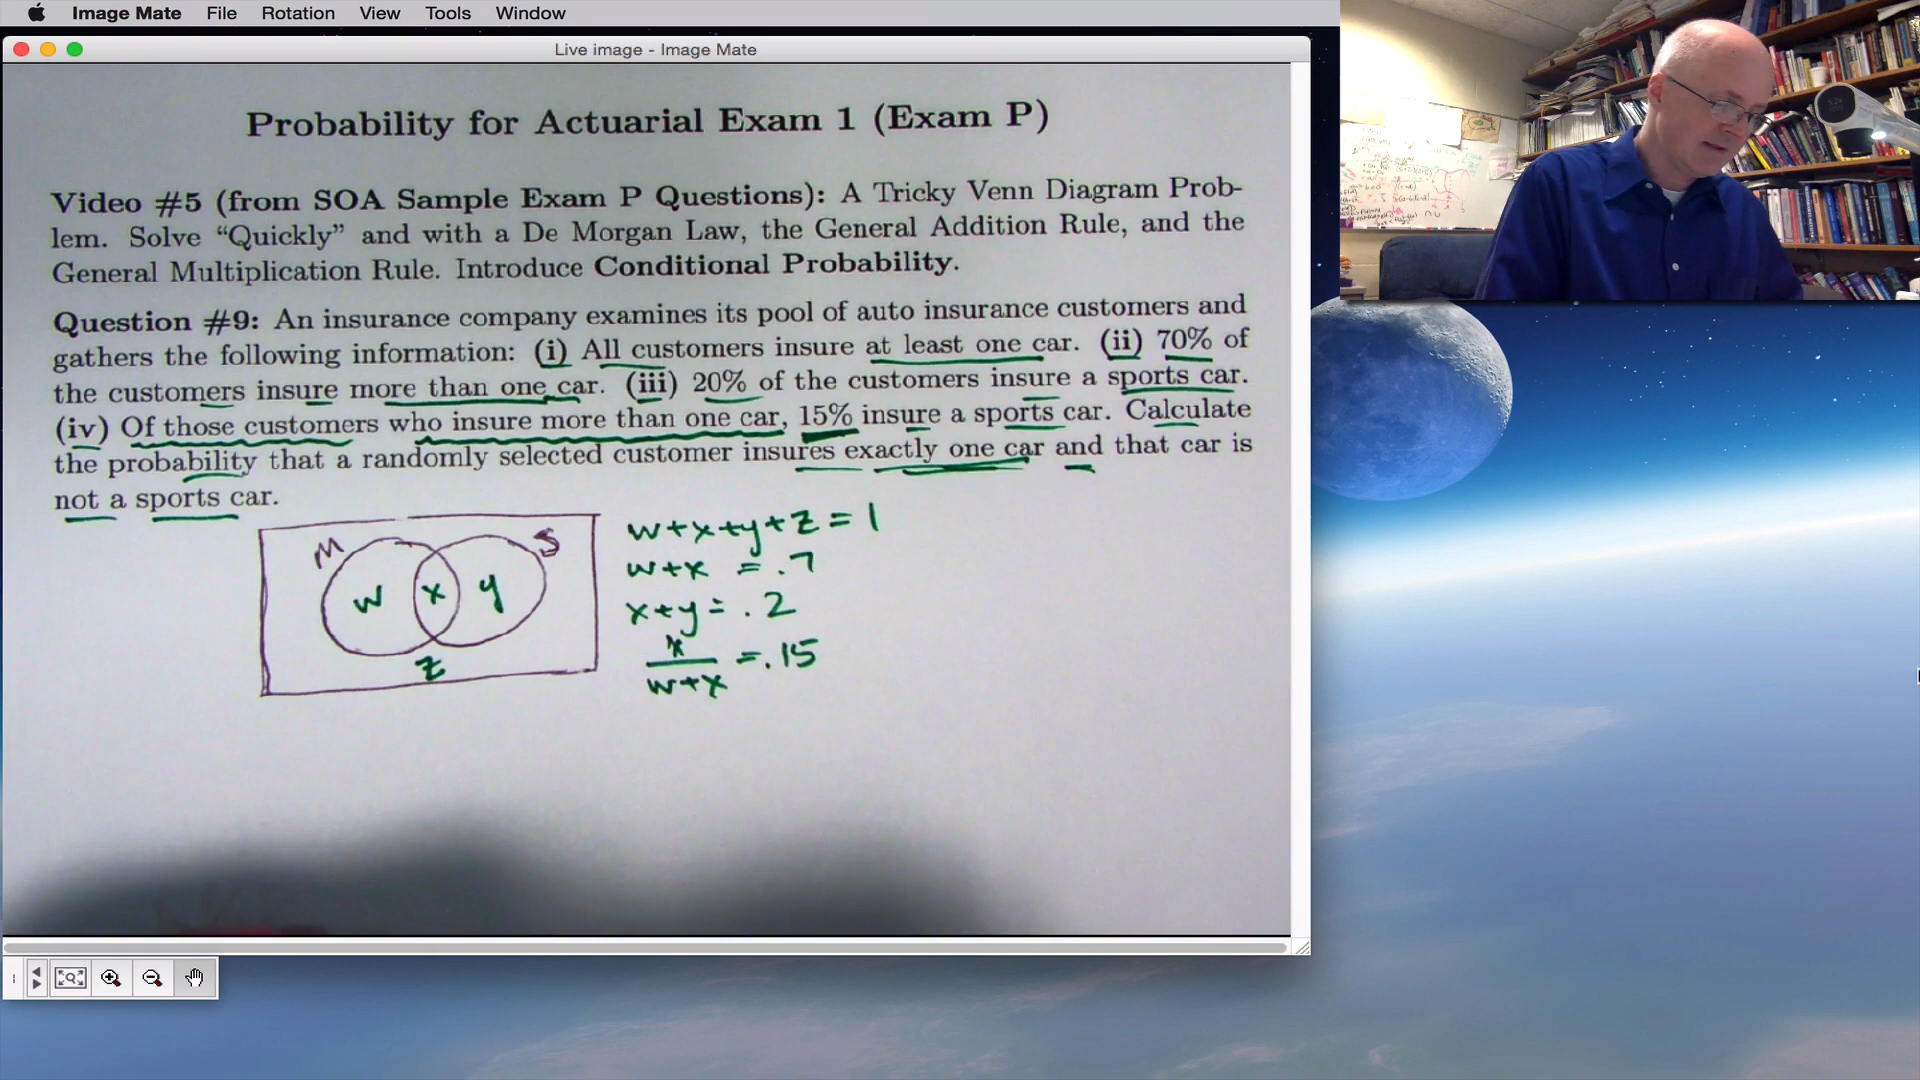 Image Mate File Rotation View Tools Window
Live image - Image Mate
Probability for Actuarial Exam 1 (Exam P)
Video #5 (from SOA Sample Exam P Questions): A Tricky Venn Diagram Prob-
lem. Solve “Quickly” and with a De Morgan Law, the General Addition Rule, and the
General Multiplication Rule. Introduce Conditional Probability.
Question #9: An insurance company examines its pool of auto insurance customers and
gathers the following information: (i) All customers insure at least one car. (ii) 70% of
the customers insure more than one car. (iii) 20% of the customers insure a sports car.
(iv) Of those customers who insure more than one car, 15% insure a sports car. Calculate
the probability that a randomly selected customer insures exactly one car and that car is
not a sports car.
M S
w x y
z
w+x+y+z = 1
w+x = .7
x+y = .2
x
w+x
= .15